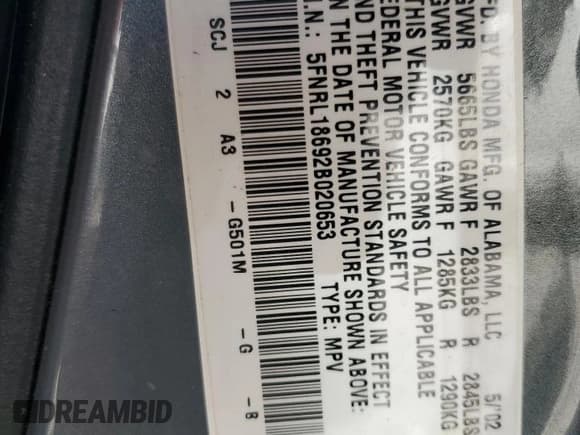 MFD. BY HONDA MFG. OF ALABAMA, LLC 5/'02
GVWR 5665LBS GAWR F 2833LBS R 2845LBS
GVWR 2570KG GAWR F 1285KG R 1290KG
THIS VEHICLE CONFORMS TO ALL APPLICABLE
FEDERAL MOTOR VEHICLE SAFETY
AND THEFT PREVENTION STANDARDS IN EFFECT
ON THE DATE OF MANUFACTURE SHOWN ABOVE:
I.N.: 5FNRL18692B020653 TYPE: MPV
SCJ 2 A3 - G501M - G - B
DREAMBID